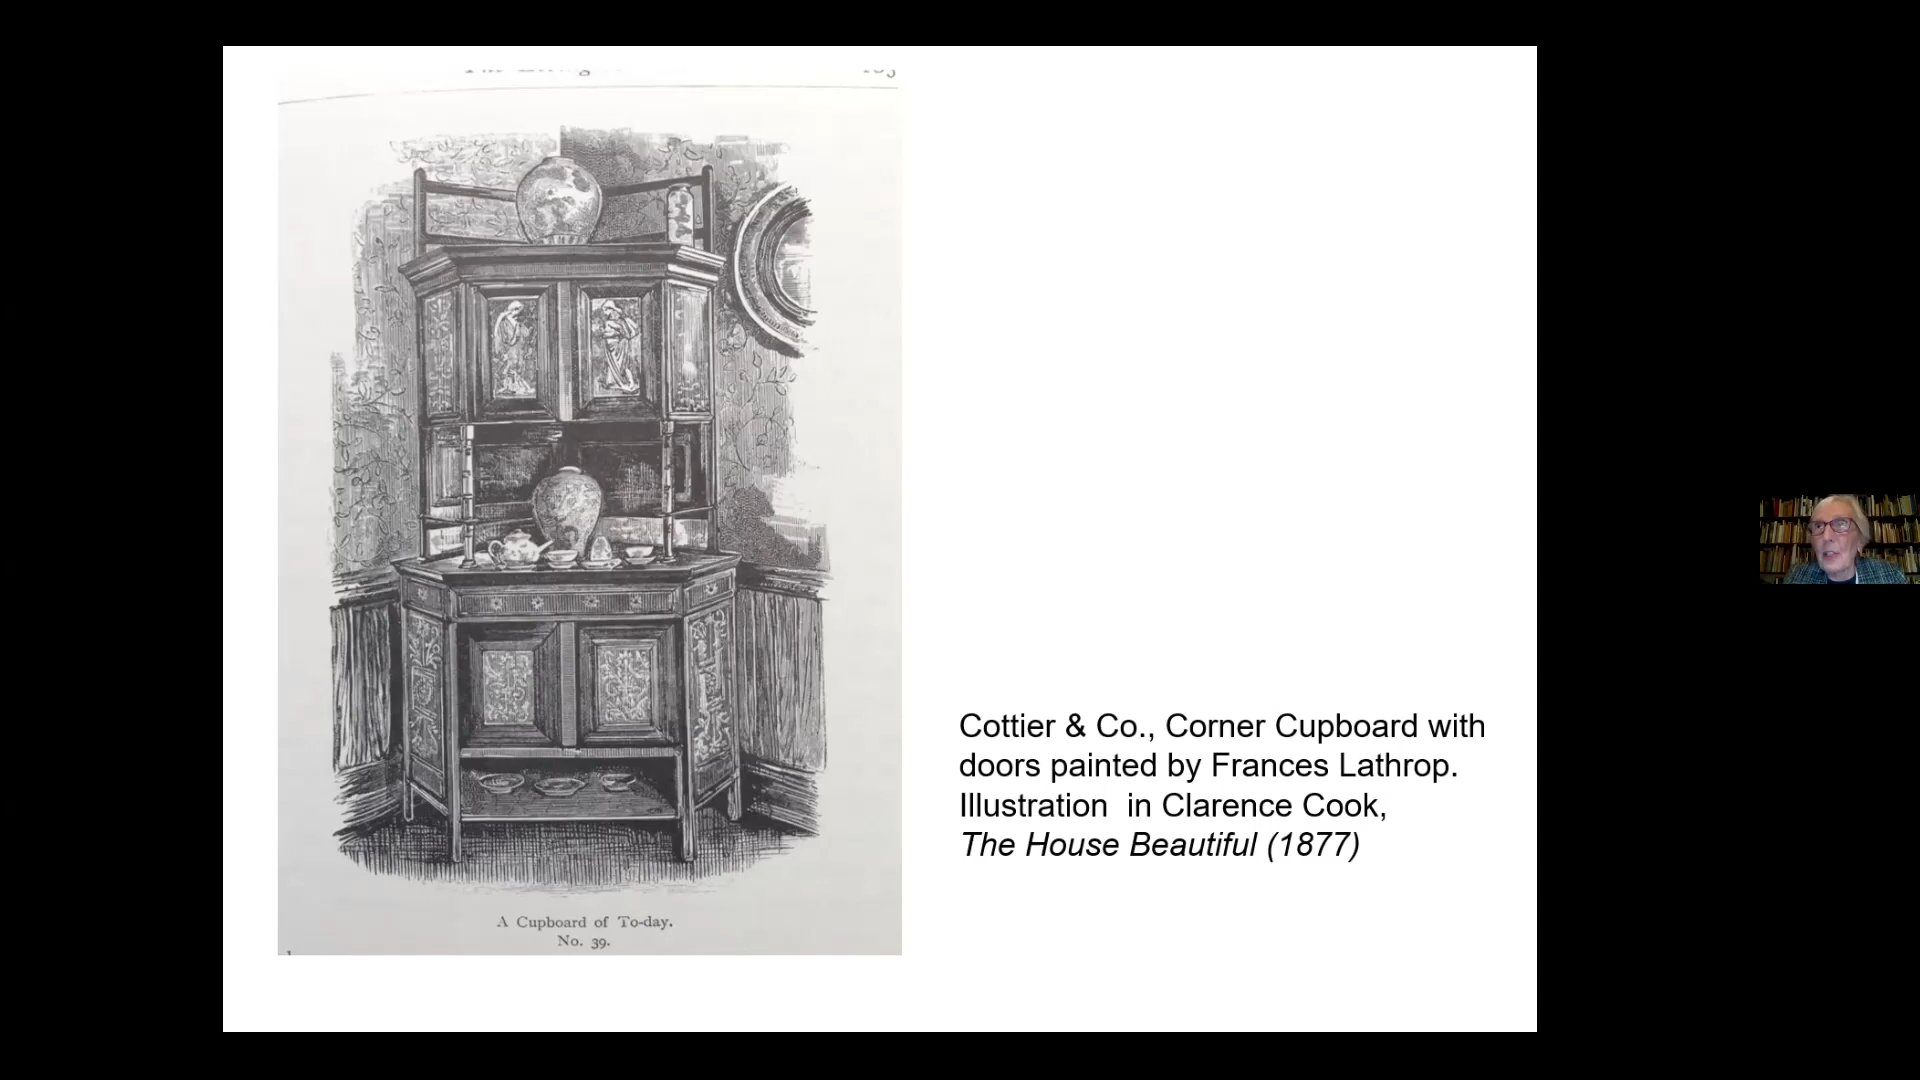 A Cupboard of To-day.
No. 39.
Cottier & Co., Corner Cupboard with
doors painted by Frances Lathrop.
Illustration  in Clarence Cook,
The House Beautiful (1877)